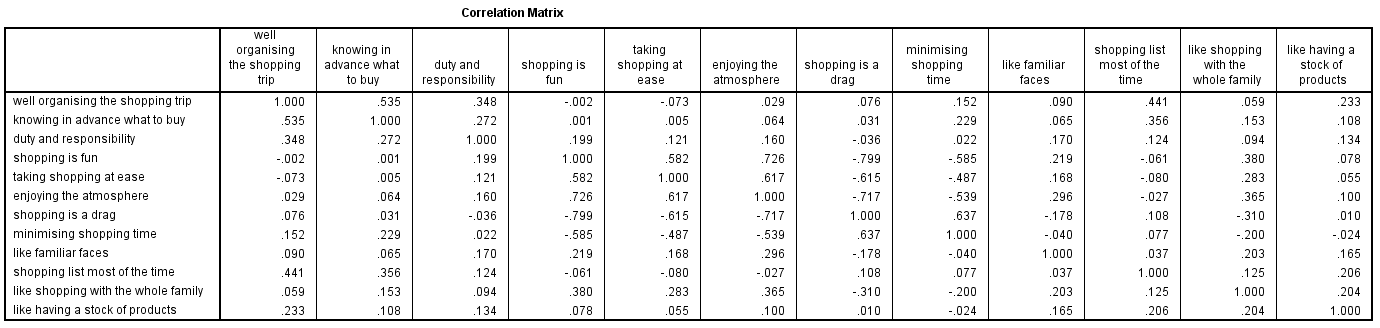 Correlation Matrix
well organising the shopping trip knowing in advance what to buy duty and responsibility shopping is fun taking shopping at ease enjoying the atmosphere shopping is a drag minimising shopping time like familiar faces shopping list most of the time like shopping with the whole family like having a stock of products
well organising the shopping trip 1.000 .535 .348 -.002 -.073 .029 .076 .152 .090 .441 .059 .233
knowing in advance what to buy .535 1.000 .272 .001 .005 .064 .031 .229 .065 .356 .153 .108
duty and responsibility .348 .272 1.000 .199 .121 .160 -.036 .022 .170 .124 .094 .134
shopping is fun -.002 .001 .199 1.000 .582 .726 -.799 -.585 .219 -.061 .380 .078
taking shopping at ease -.073 .005 .121 .582 1.000 .617 -.615 -.487 .168 -.080 .283 .055
enjoying the atmosphere .029 .064 .160 .726 .617 1.000 -.717 -.539 .296 -.027 .365 .100
shopping is a drag .076 .031 -.036 -.799 -.615 -.717 1.000 .637 -.178 .108 -.310 .010
minimising shopping time .152 .229 .022 -.585 -.487 -.539 .637 1.000 -.040 .077 -.200 -.024
like familiar faces .090 .065 .170 .219 .168 .296 -.178 -.040 1.000 .037 .203 .165
shopping list most of the time .441 .356 .124 -.061 -.080 -.027 .108 .077 .037 1.000 .125 .206
like shopping with the whole family .059 .153 .094 .380 .283 .365 -.310 -.200 .203 .125 1.000 .204
like having a stock of products .233 .108 .134 .078 .055 .100 .010 -.024 .165 .206 .204 1.000